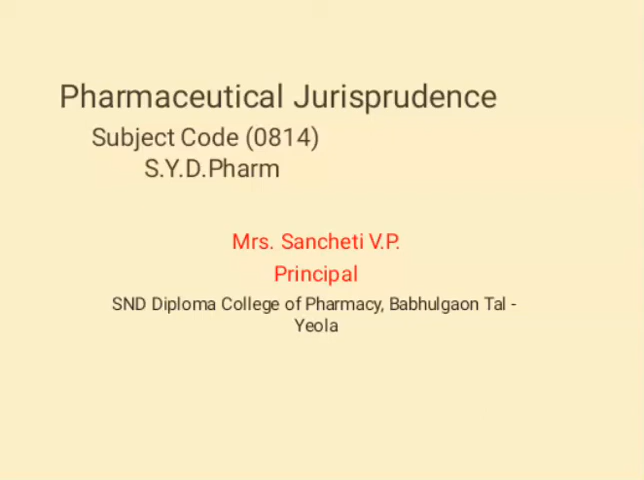 Pharmaceutical Jurisprudence
Subject Code (0814)
S.Y.D.Pharm
Mrs. Sancheti V.P.
Principal
SND Diploma College of Pharmacy, Babhulgaon Tal -
Yeola